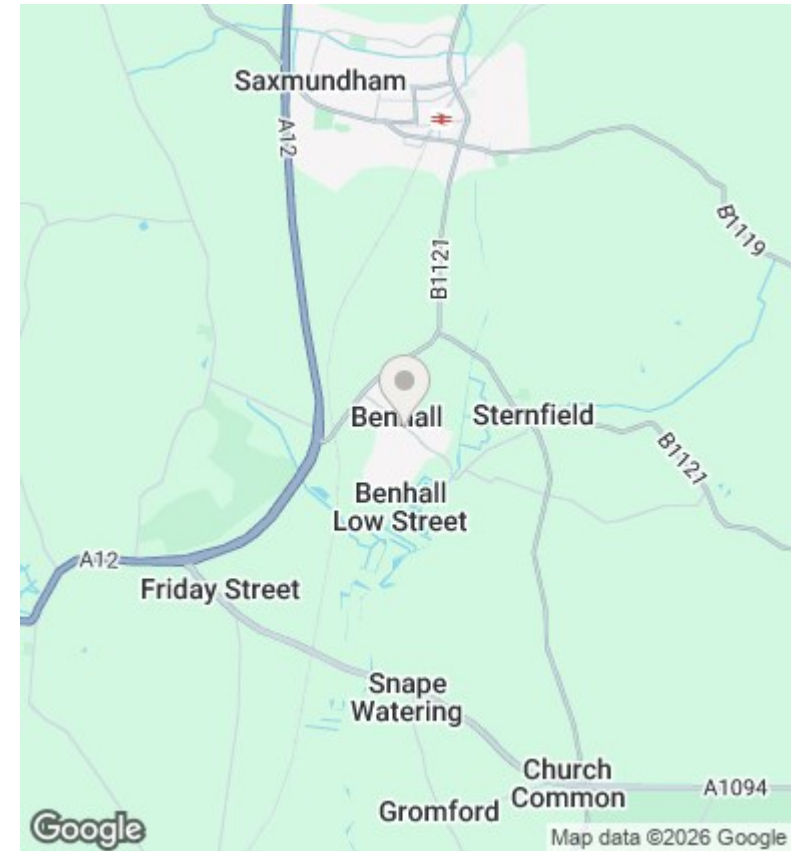 Saxmundham
A12
B1119
B1121
Benhall
Sternfield
B1121
Benhall
Low Street
A12
Friday Street
Snape
Watering
Church
Common
A1094
Gromford
Google
Map data ©2026 Google